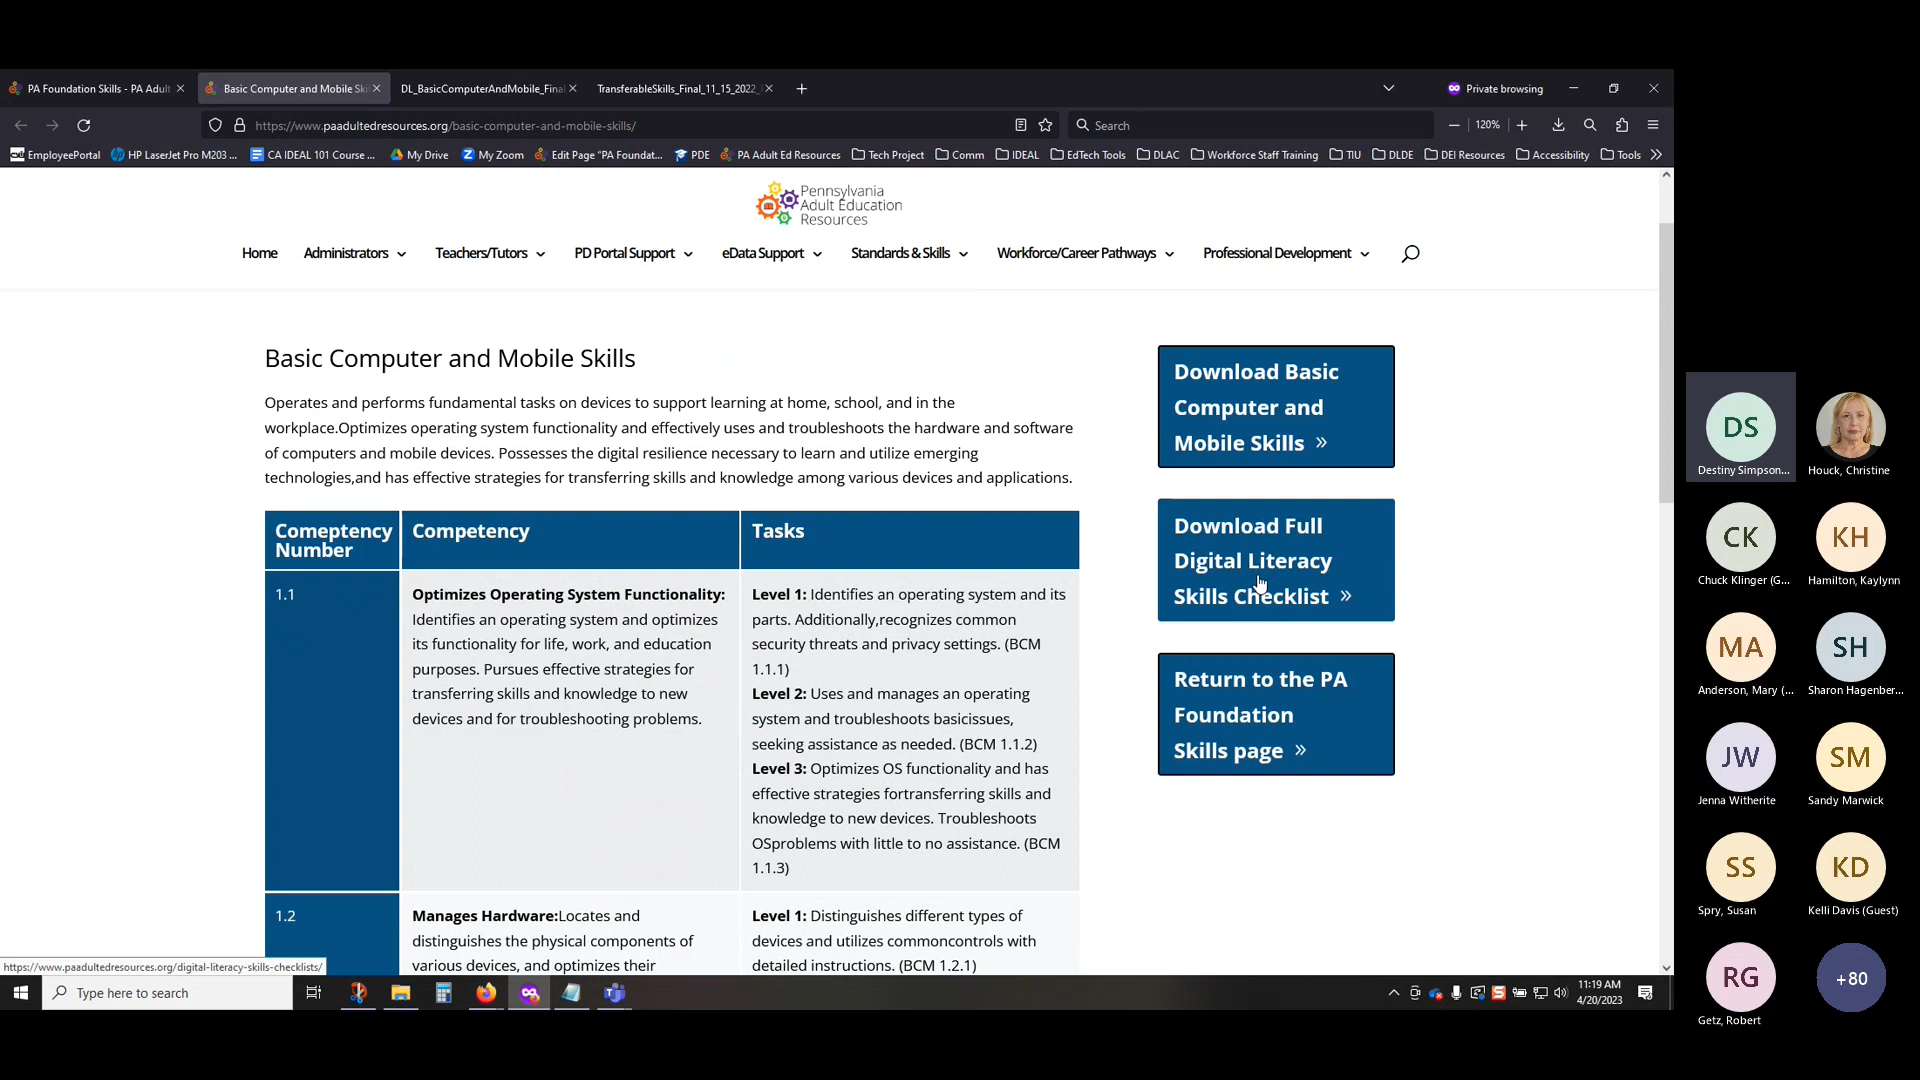 PA Foundation Skills - PA Adult
Basic Computer and Mobile Ski
DL_BasicComputerAndMobile_Final
TransferableSkills_Final_11_15_2022_
Private browsing
https://www.paadultedresources.org/basic-computer-and-mobile-skills/
Search
120%
EmployeePortal
HP LaserJet Pro M203 ...
CA IDEAL 101 Course ...
My Drive
My Zoom
Edit Page "PA Foundat...
PDE
PA Adult Ed Resources
Tech Project
Comm
IDEAL
EdTech Tools
DLAC
Workforce Staff Training
TIU
DLDE
DEI Resources
Accessibility
Tools
Pennsylvania
Adult Education
Resources
Home
Administrators
Teachers/Tutors
PD Portal Support
eData Support
Standards & Skills
Workforce/Career Pathways
Professional Development
Basic Computer and Mobile Skills
Operates and performs fundamental tasks on devices to support learning at home, school, and in the
workplace.Optimizes operating system functionality and effectively uses and troubleshoots the hardware and software
of computers and mobile devices. Possesses the digital resilience necessary to learn and utilize emerging
technologies,and has effective strategies for transferring skills and knowledge among various devices and applications.
Comeptency
Number
Competency
Tasks
1.1
Optimizes Operating System Functionality:
Identifies an operating system and optimizes
its functionality for life, work, and education
purposes. Pursues effective strategies for
transferring skills and knowledge to new
devices and for troubleshooting problems.
Level 1: Identifies an operating system and its
parts. Additionally,recognizes common
security threats and privacy settings. (BCM
1.1.1)
Level 2: Uses and manages an operating
system and troubleshoots basicissues,
seeking assistance as needed. (BCM 1.1.2)
Level 3: Optimizes OS functionality and has
effective strategies fortransferring skills and
knowledge to new devices. Troubleshoots
OSproblems with little to no assistance. (BCM
1.1.3)
1.2
Manages Hardware:Locates and
distinguishes the physical components of
various devices, and optimizes their
Level 1: Distinguishes different types of
devices and utilizes commoncontrols with
detailed instructions. (BCM 1.2.1)
Download Basic
Computer and
Mobile Skills »
Download Full
Digital Literacy
Skills Checklist »
Return to the PA
Foundation
Skills page »
https://www.paadultedresources.org/digital-literacy-skills-checklists/
Type here to search
11:19 AM
4/20/2023
DS
Destiny Simpson...
Houck, Christine
CK
Chuck Klinger (G...
KH
Hamilton, Kaylynn
MA
Anderson, Mary (...
SH
Sharon Hagenber...
JW
Jenna Witherite
SM
Sandy Marwick
SS
Spry, Susan
KD
Kelli Davis (Guest)
RG
Getz, Robert
+80